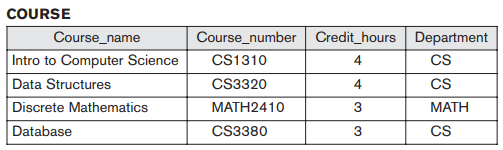 COURSE
Course_name Course_number Credit_hours Department
Intro to Computer Science CS1310 4 CS
Data Structures CS3320 4 CS
Discrete Mathematics MATH2410 3 MATH
Database CS3380 3 CS